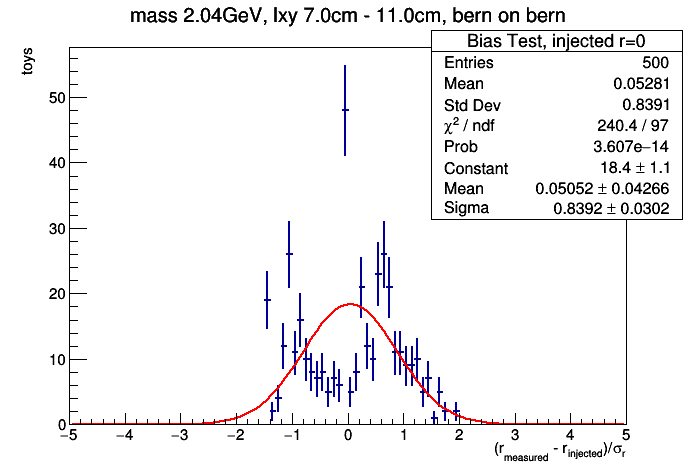 mass 2.04GeV, lxy 7.0cm - 11.0cm, bern on bern
Bias Test, injected r=0
Entries 500
Mean 0.05281
Std Dev 0.8391
χ² / ndf 240.4 / 97
Prob 3.607e−14
Constant 18.4 ± 1.1
Mean 0.05052 ± 0.04266
Sigma 0.8392 ± 0.0302
toys
50
40
30
20
10
0
−5 −4 −3 −2 −1 0 1 2 3 4 5
(r_measured - r_injected)/σ_r